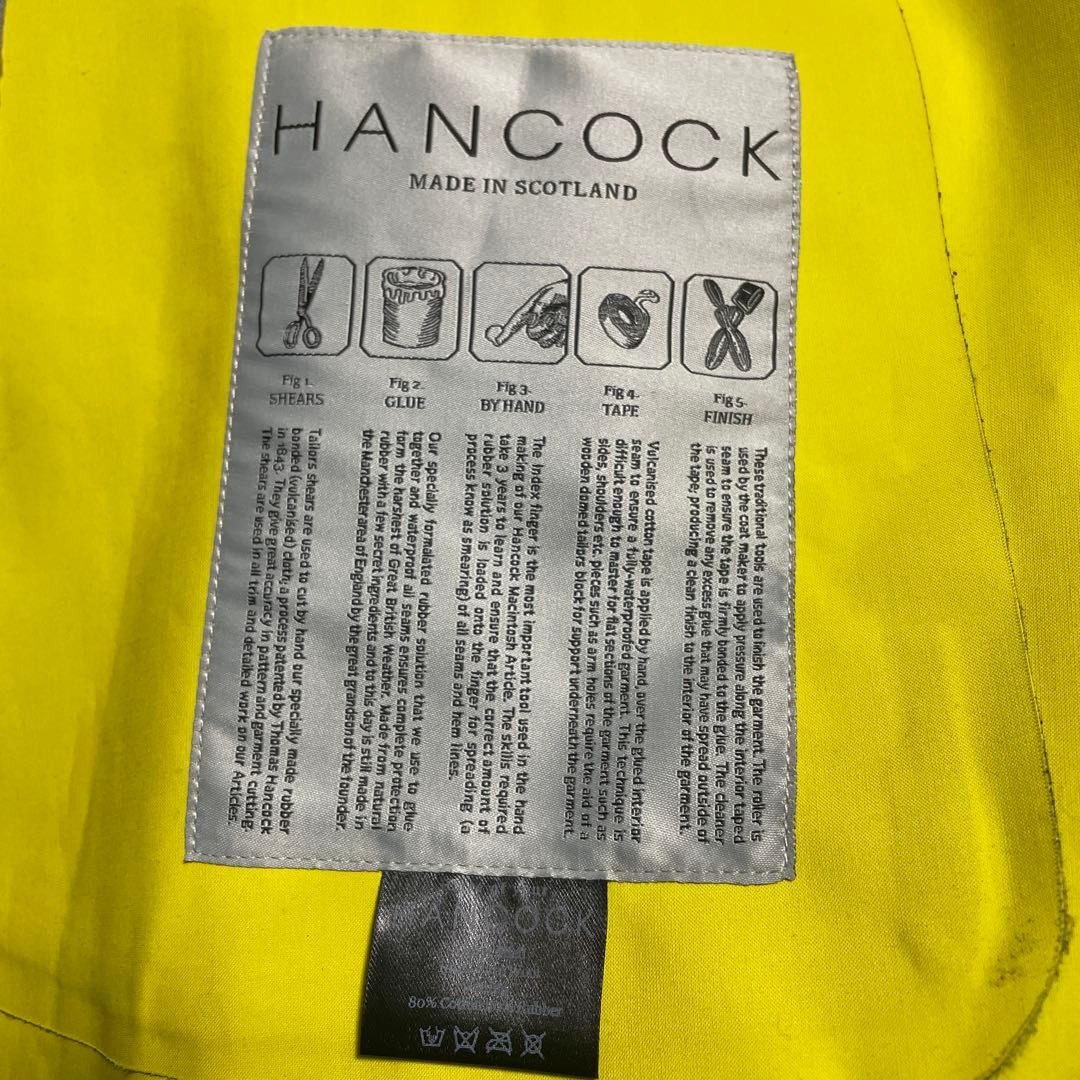 HANCOCK
MADE IN SCOTLAND
Fig 1.
SHEARS
Fig 2.
GLUE
Fig 3.
BY HAND
Fig 4.
TAPE
Fig 5.
FINISH
Tailors shears are used to cut by hand our specially made rubber
bonded (vulcanised) cloth; a process patented by Thomas Hancock
in 1843. They give great accuracy in pattern and garment cutting.
The shears are used in all trim and detailed work on our Articles.
Our specially formalated rubber solution that we use to glue
together and waterproof all seams ensures complete protection
form the harshest of Great British Weather. Made from natural
rubber with a few secret ingredients and to this day is still made in
the Manchester area of England by the great grandson of the founder.
The index finger is the most important tool used in the hand
making of our Hancock Macintosh Article. The skills required
take 3 years to learn and ensure that the correct amount of
rubber solution is loaded onto the finger for spreading (a
process know as smearing) of all seams and hem lines.
Vulcanised cotton tape is applied by hand, over the glued interior
seam to ensure a fully-waterproofed garment. This technique is
difficult enough to master for flat sections of the garment such as
sides, shoulders etc. pieces such as arm holes require the aid of a
wooden domed tailors block for support underneath the garment.
These traditional tools are used to finish the garment. The roller is
used by the coat maker to apply pressure along the interior taped
seam to ensure the tape is firmly bonded to the glue. The cleaner
is used to remove any excess glue that may have spread outside of
the tape; producing a clean finish to the interior of the garment.
HANCOCK
80% Rubber